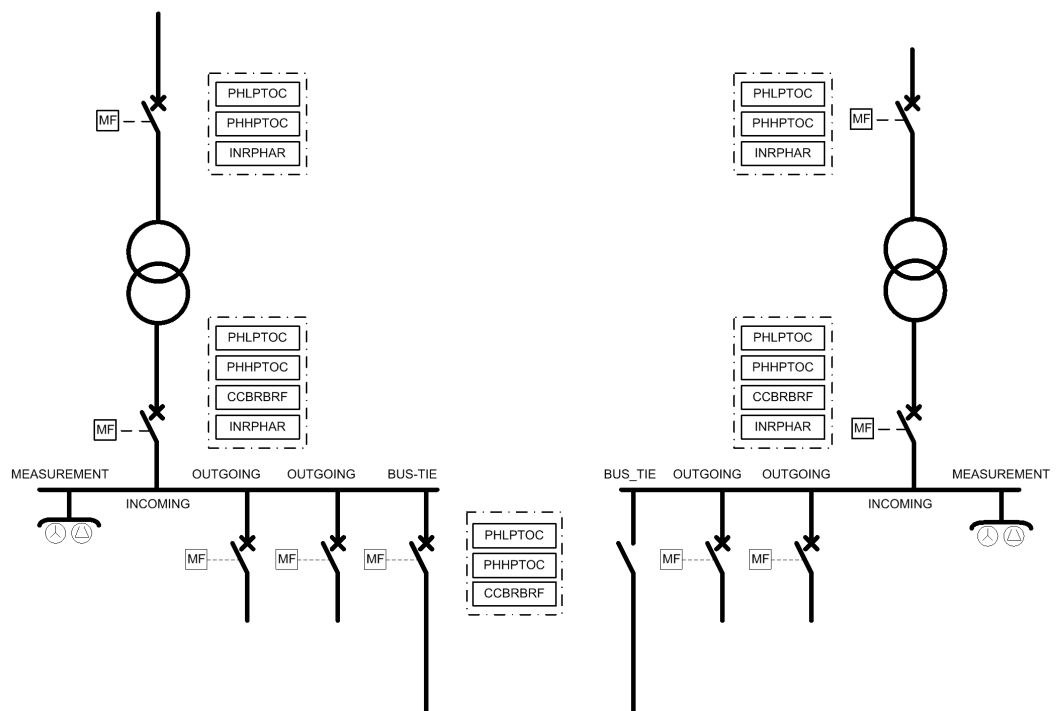 PHLPTOC
PHHPTOC
INRPHAR
MF
PHLPTOC
PHHPTOC
INRPHAR
MF
PHLPTOC
PHHPTOC
CCBRBRF
INRPHAR
MF
PHLPTOC
PHHPTOC
CCBRBRF
INRPHAR
MF
MEASUREMENT
OUTGOING
OUTGOING
BUS-TIE
BUS_TIE
OUTGOING
OUTGOING
MEASUREMENT
INCOMING
INCOMING
MF
MF
MF
PHLPTOC
PHHPTOC
CCBRBRF
MF
MF